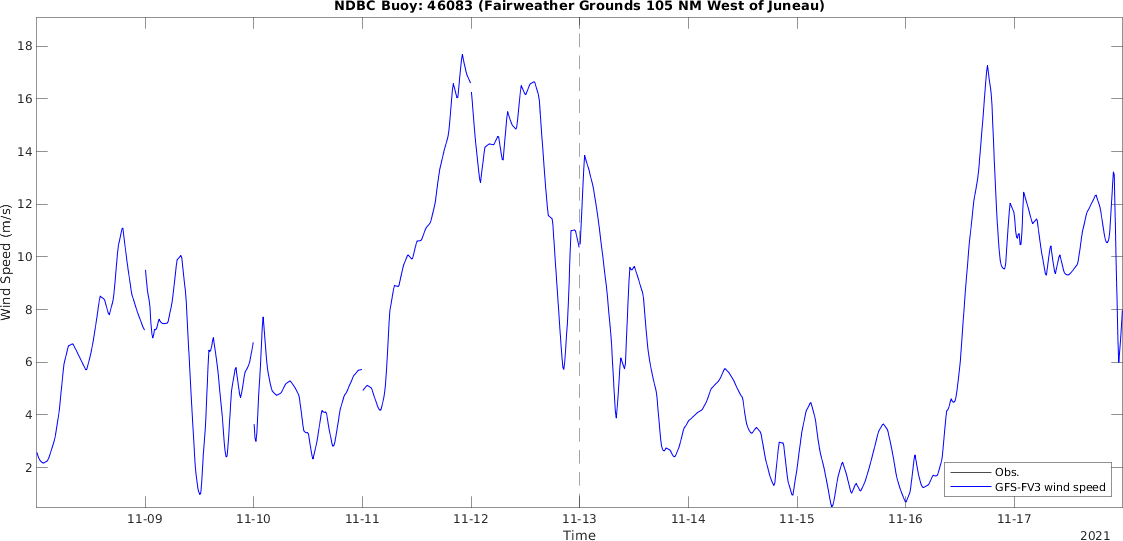 NDBC Buoy: 46083 (Fairweather Grounds 105 NM West of Juneau)
Wind Speed (m/s)
18
16
14
12
10
8
6
4
2
Obs.
GFS-FV3 wind speed
11-09 11-10 11-11 11-12 11-13 11-14 11-15 11-16 11-17
Time
2021